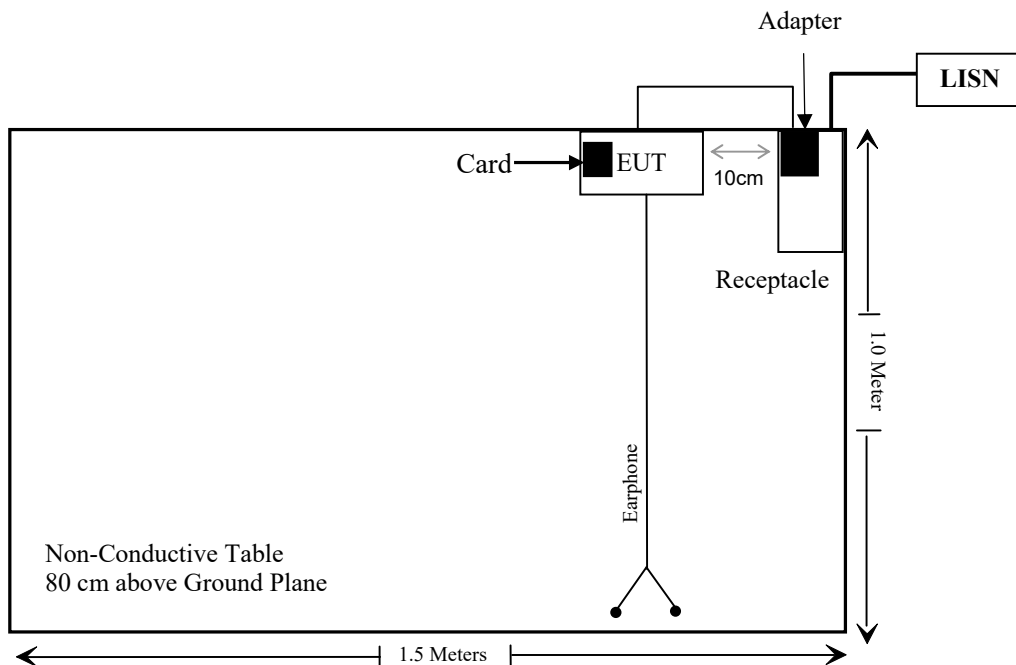 Adapter
LISN
Card
EUT
10cm
Receptacle
1.0 Meter
Earphone
Non-Conductive Table
80 cm above Ground Plane
1.5 Meters